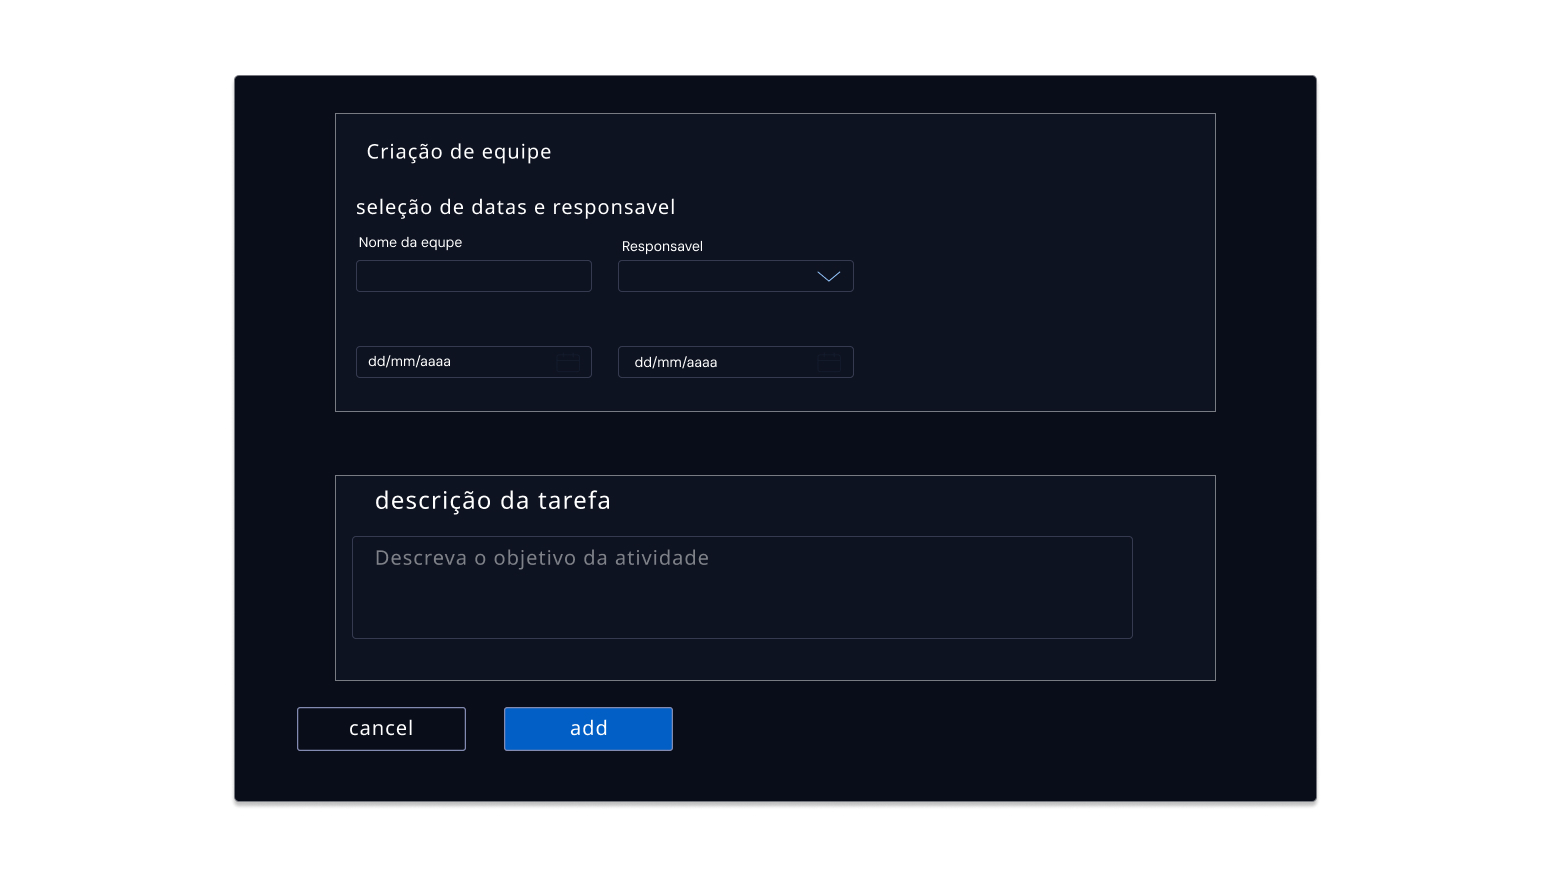 Criação de equipe
seleção de datas e responsavel
Nome da equpe
Responsavel
dd/mm/aaaa
dd/mm/aaaa
descrição da tarefa
Descreva o objetivo da atividade
cancel
add